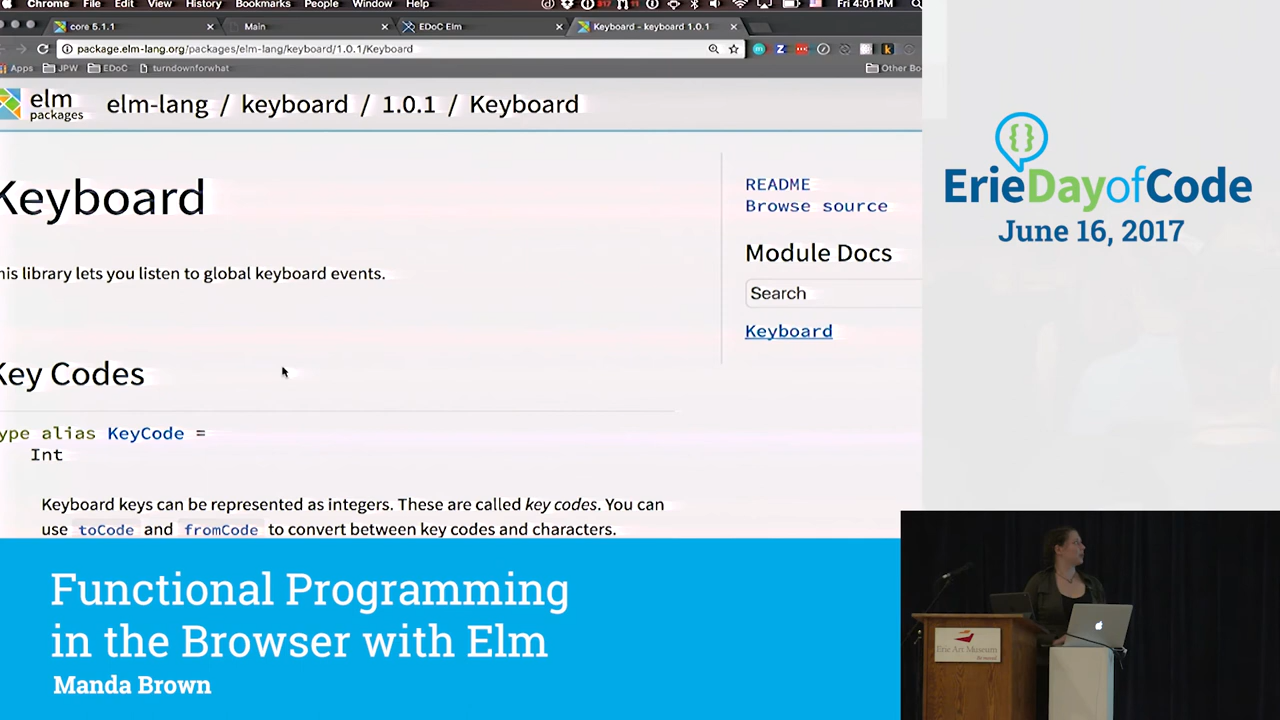 Chrome File Edit View History Bookmarks People Window Help Fri 4:01 PM
core 5.1.1 Main EDoC Elm Keyboard - keyboard 1.0.1
package.elm-lang.org/packages/elm-lang/keyboard/1.0.1/Keyboard
Apps JPW EDoC turndownforwhat Other Bo
elm
packages
elm-lang / keyboard / 1.0.1 / Keyboard
Keyboard
his library lets you listen to global keyboard events.
Key Codes
ype alias KeyCode =
Int
Keyboard keys can be represented as integers. These are called key codes. You can
use toCode and fromCode to convert between key codes and characters.
README
Browse source
Module Docs
Search
Keyboard
{}
ErieDayofCode
June 16, 2017
Functional Programming
in the Browser with Elm
Manda Brown
Erie Art Museum